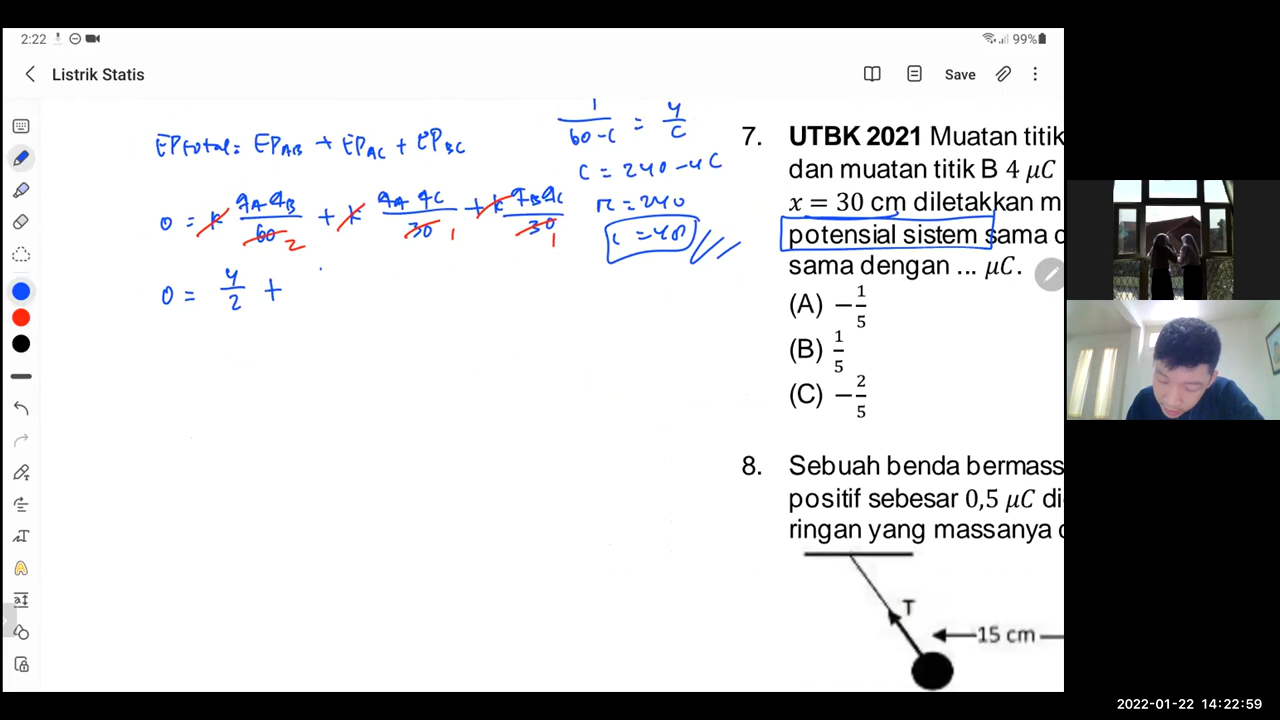 2:22
99%
Listrik Statis
Save
EPtotal = EPAB + EPAC + EPBC
0 = k qA qB / 60 2 + k qA qC / 30 1 + k qB qC / 30 1
0 = 4/2 +
1 / 60-C = 4 / C
C = 240 - 4C
= 240
= 48
7. UTBK 2021 Muatan titik
dan muatan titik B 4 μC
x = 30 cm diletakkan m
potensial sistem sama d
sama dengan ... μC.
(A) −1/5
(B) 1/5
(C) −2/5
8. Sebuah benda bermass
positif sebesar 0,5 μC di
ringan yang massanya d
T
15 cm
2022-01-22 14:22:59